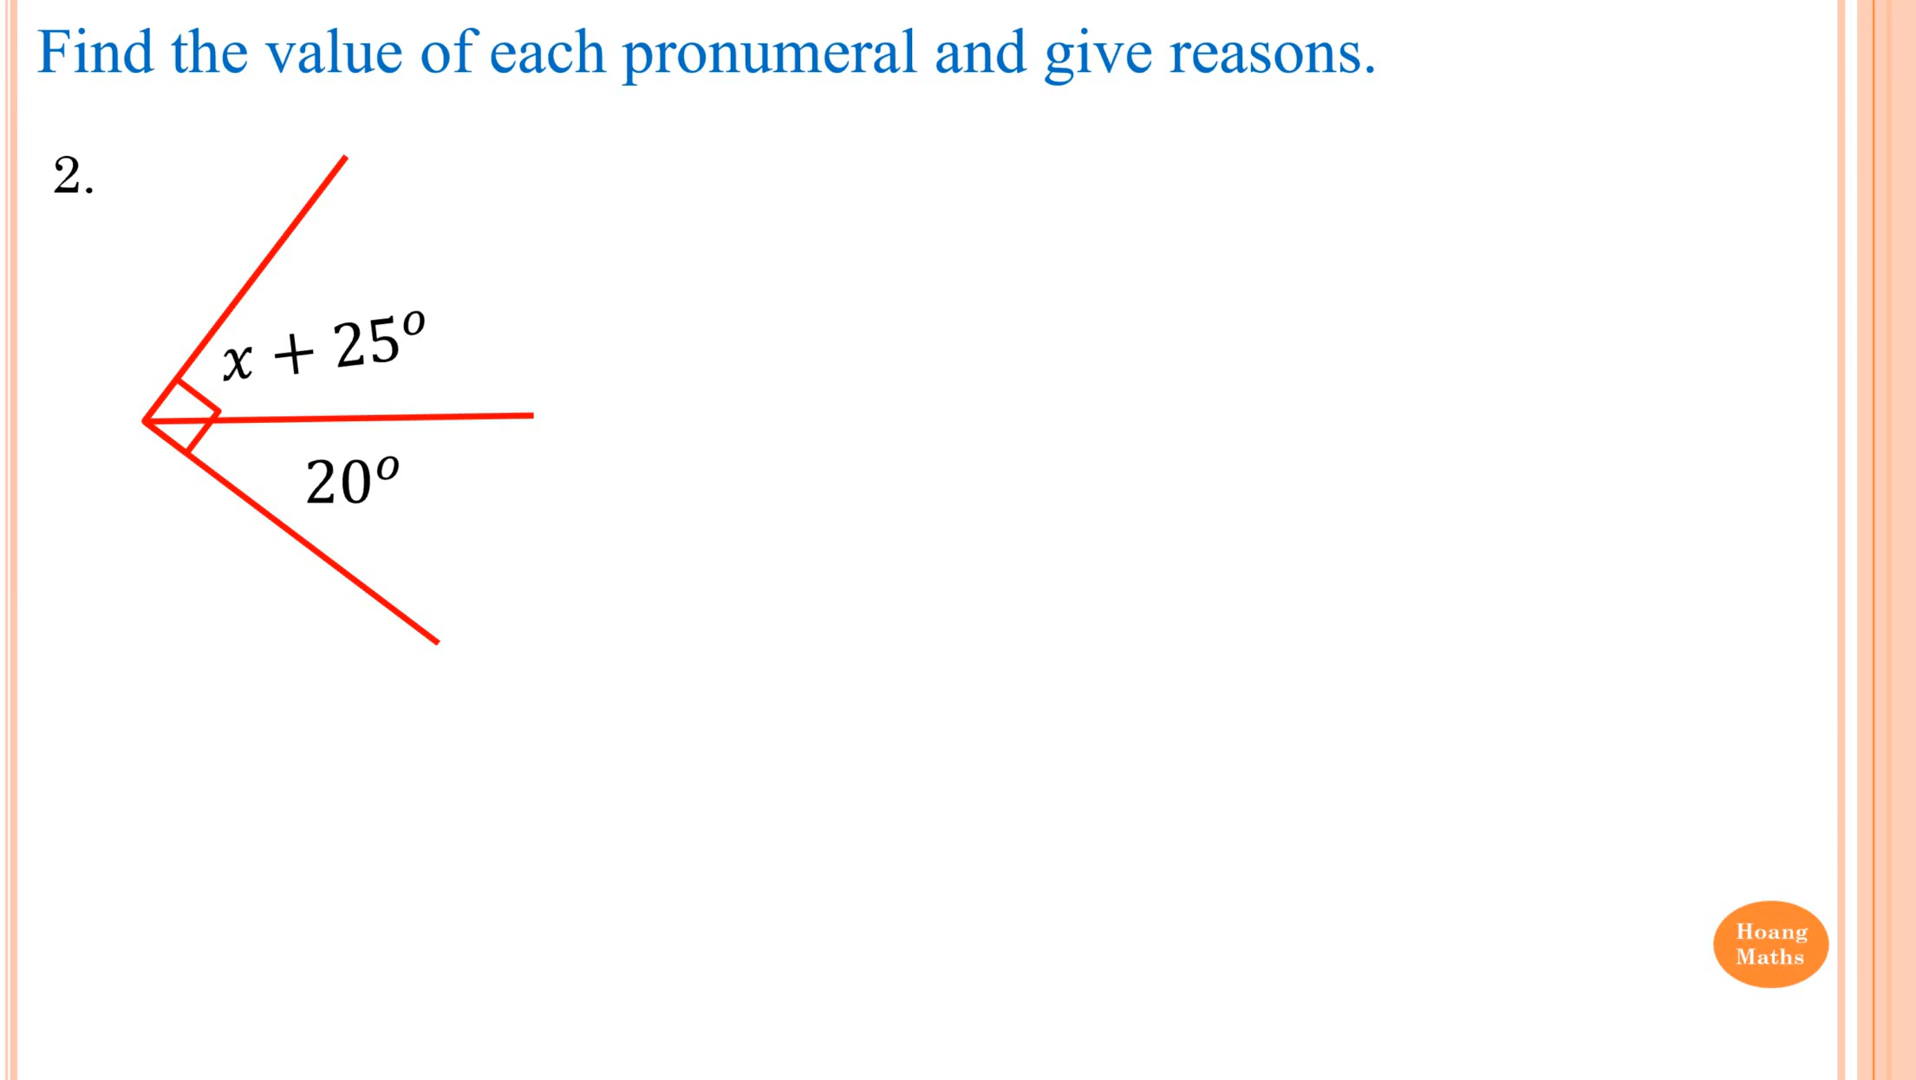 Find the value of each pronumeral and give reasons.
2.
x + 25°
20°
Hoang
Maths